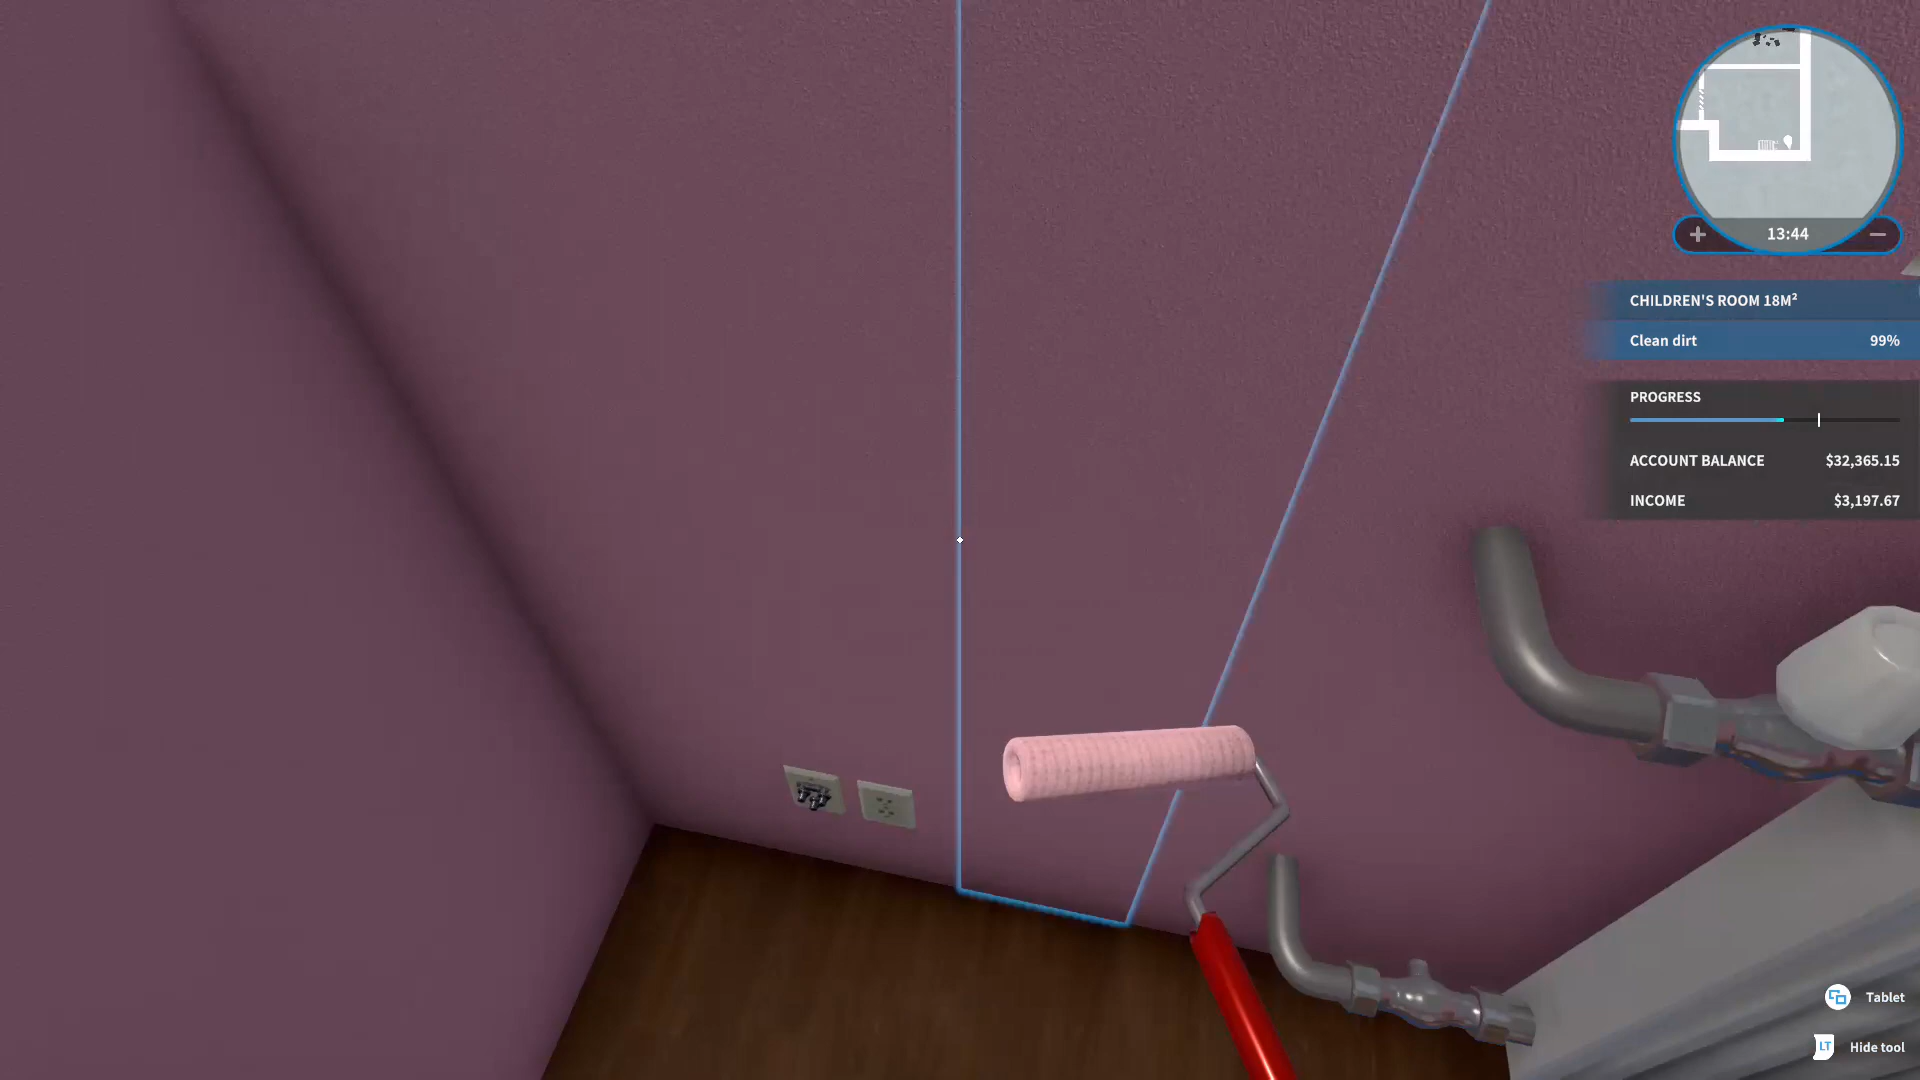 13:44
CHILDREN'S ROOM 18M²
Clean dirt 99%
PROGRESS
ACCOUNT BALANCE $32,365.15
INCOME $3,197.67
Tablet
LT Hide tool